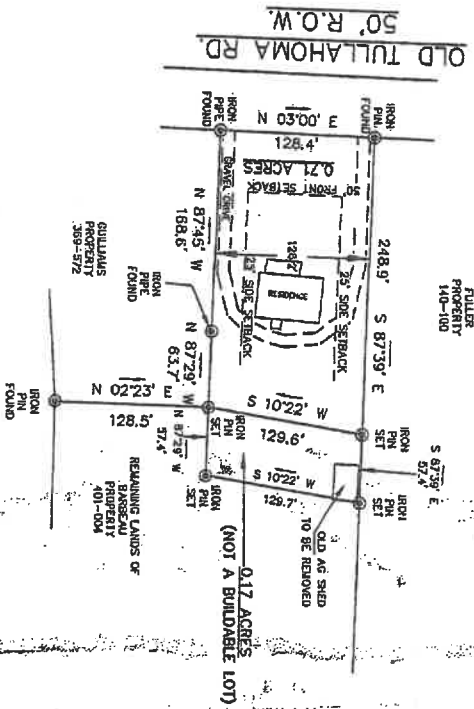 OLD TULLAHOMA RD.
50' R.O.W.
FULLER
PROPERTY
140-100
IRON
PIN
FOUND
248.9'
S 87°39' E
IRON
PIN
SET
S 87°39' E
57.4'
IRON
PIN
SET
N 03°00' E
128.4'
0.71 ACRES
50' FRONT SETBACK
25' SIDE SETBACK
126.2'
RESIDENCE
25' SIDE SETBACK
GRAVEL DRIVE
IRON
PIPE
FOUND
N 87°45' W
168.6'
IRON
PIPE
FOUND
N 87°29' W
63.7'
S 10°22' W
129.6'
IRON
PIN
SET
N 87°29' W
57.4'
S 10°22' W
129.7'
IRON
PIN
SET
OLD AG SHED
TO BE REMOVED
0.17 ACRES
(NOT A BUILDABLE LOT)
PROPERTY
369-572
N 02°23' E
128.5'
IRON
PIN
FOUND
REMAINING LANDS OF
BARBEAU
PROPERTY
401-004